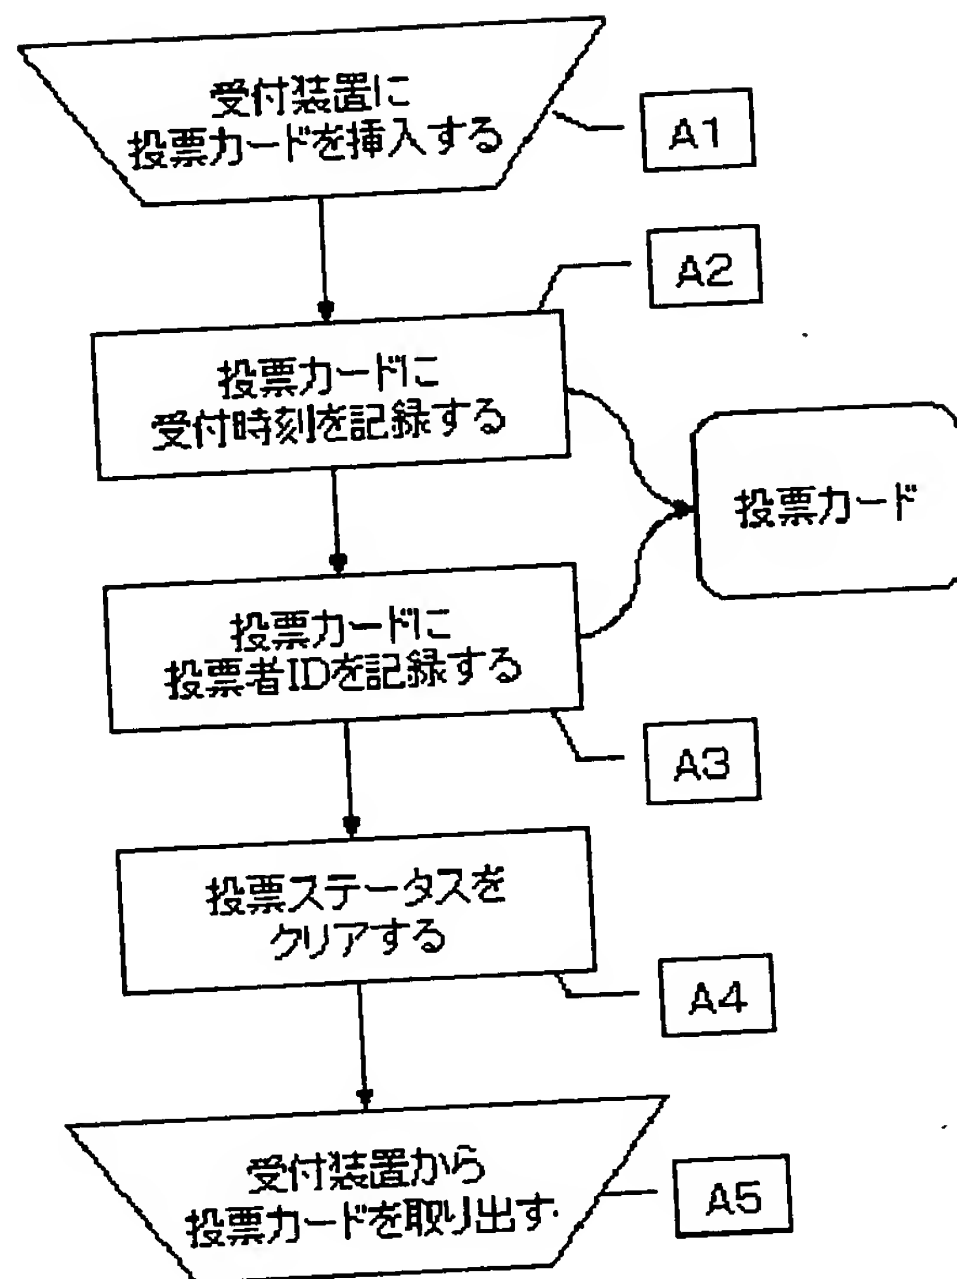 受付装置に
投票カードを挿入する
A1
A2
投票カードに
受付時刻を記録する
投票カード
投票カードに
投票者IDを記録する
A3
投票ステータスを
クリアする
A4
受付装置から
投票カードを取り出す
A5